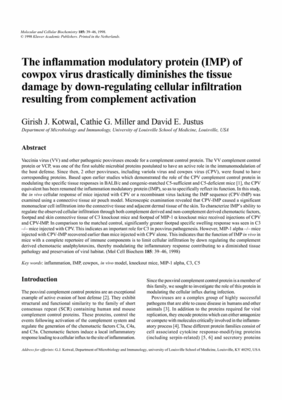 Molecular and Cellular Biochemistry 185: 39–46, 1998.
© 1998 Kluwer Academic Publishers. Printed in the Netherlands.
The inflammation modulatory protein (IMP) of
cowpox virus drastically diminishes the tissue
damage by down-regulating cellular infiltration
resulting from complement activation
Girish J. Kotwal, Cathie G. Miller and David E. Justus
Department of Microbiology and Immunology, University of Louisville School of Medicine, Louisville, USA
Abstract
Vaccinia virus (VV) and other pathogenic poxviruses encode for a complement control protein. The VV complement control
protein or VCP, was one of the first soluble microbial proteins postulated to have an active role in the immunomodulation of
the host defense. Since then, 2 other poxviruses, including variola virus and cowpox virus (CPV), were found to have
corresponding proteins. Based upon earlier studies which demonstrated the role of the CPV complement control protein in
modulating the specific tissue responses in BALB/c and congenic-matched C5-sufficient and C5-deficient mice [1], the CPV
equivalent has been renamed the inflammation modulatory protein (IMP), so as to specifically reflect its function. In this study,
the in vivo cellular response of mice injected with CPV or a recombinant virus lacking the IMP sequence (CPV-IMP) was
examined using a connective tissue air pouch model. Microscopic examination revealed that CPV-IMP caused a significant
mononuclear cell infiltration into the connective tissue and adjacent dermal tissue of the skin. To characterize IMP's ability to
regulate the observed cellular infiltration through both complement derived and non-complement derived chemotactic factors,
footpad and skin connective tissue of C3 knockout mice and footpad of MIP-1 α knockout mice received injections of CPV
and CPV-IMP. In comparison to the matched control, significantly greater footpad specific swelling response was seen in C3
-/- mice injected with CPV. This indicates an important role for C3 in poxvirus pathogenesis. However, MIP-1 alpha -/- mice
injected with CPV-IMP recovered earlier than mice injected with CPV alone. This indicates that the function of IMP in vivo in
mice with a complete repertoire of immune components is to limit cellular infiltration by down regulating the complement
derived chemotactic anaphylatoxins, thereby modulating the inflammation response contributing to a diminished tissue
pathology and preservation of viral habitat. (Mol Cell Biochem 185: 39–46, 1998)
Key words: inflammation, IMP, cowpox, in vivo model, knockout mice, MIP-1 alpha, C3, C5
Introduction
The poxviral complement control proteins are an exceptional
example of active evasion of host defense [2]. They exhibit
structural and functional similarity to the family of short
consensus repeat (SCR) containing human and mouse
complement control proteins. These proteins, control the
events following activation of the complement system and
regulate the generation of the chemotactic factors C3a, C4a,
and C5a. Chemotactic factors induce a local inflammatory
response leading to a cellular influx to the site of inflammation.
Since the poxviral complement control protein is a member of
this family, we sought to investigate the role of this protein in
modulating the cellular influx during infection.
Poxviruses are a complex group of highly successful
pathogens that are able to cause disease in humans and other
animals [3]. In addition to the proteins required for viral
replication, they encode proteins which can either antagonize
or compete with molecules critically involved in the inflamm-
atory process [4]. These different protein families consist of
cell associated cytokine response-modifying proteins
(including serpin-related) [5, 6] and secretory proteins
Address for offprints: G.J. Kotwal, Department of Microbiology and Immunology, university of Louisville School of Medicine, Louisville, KY 40292, USA